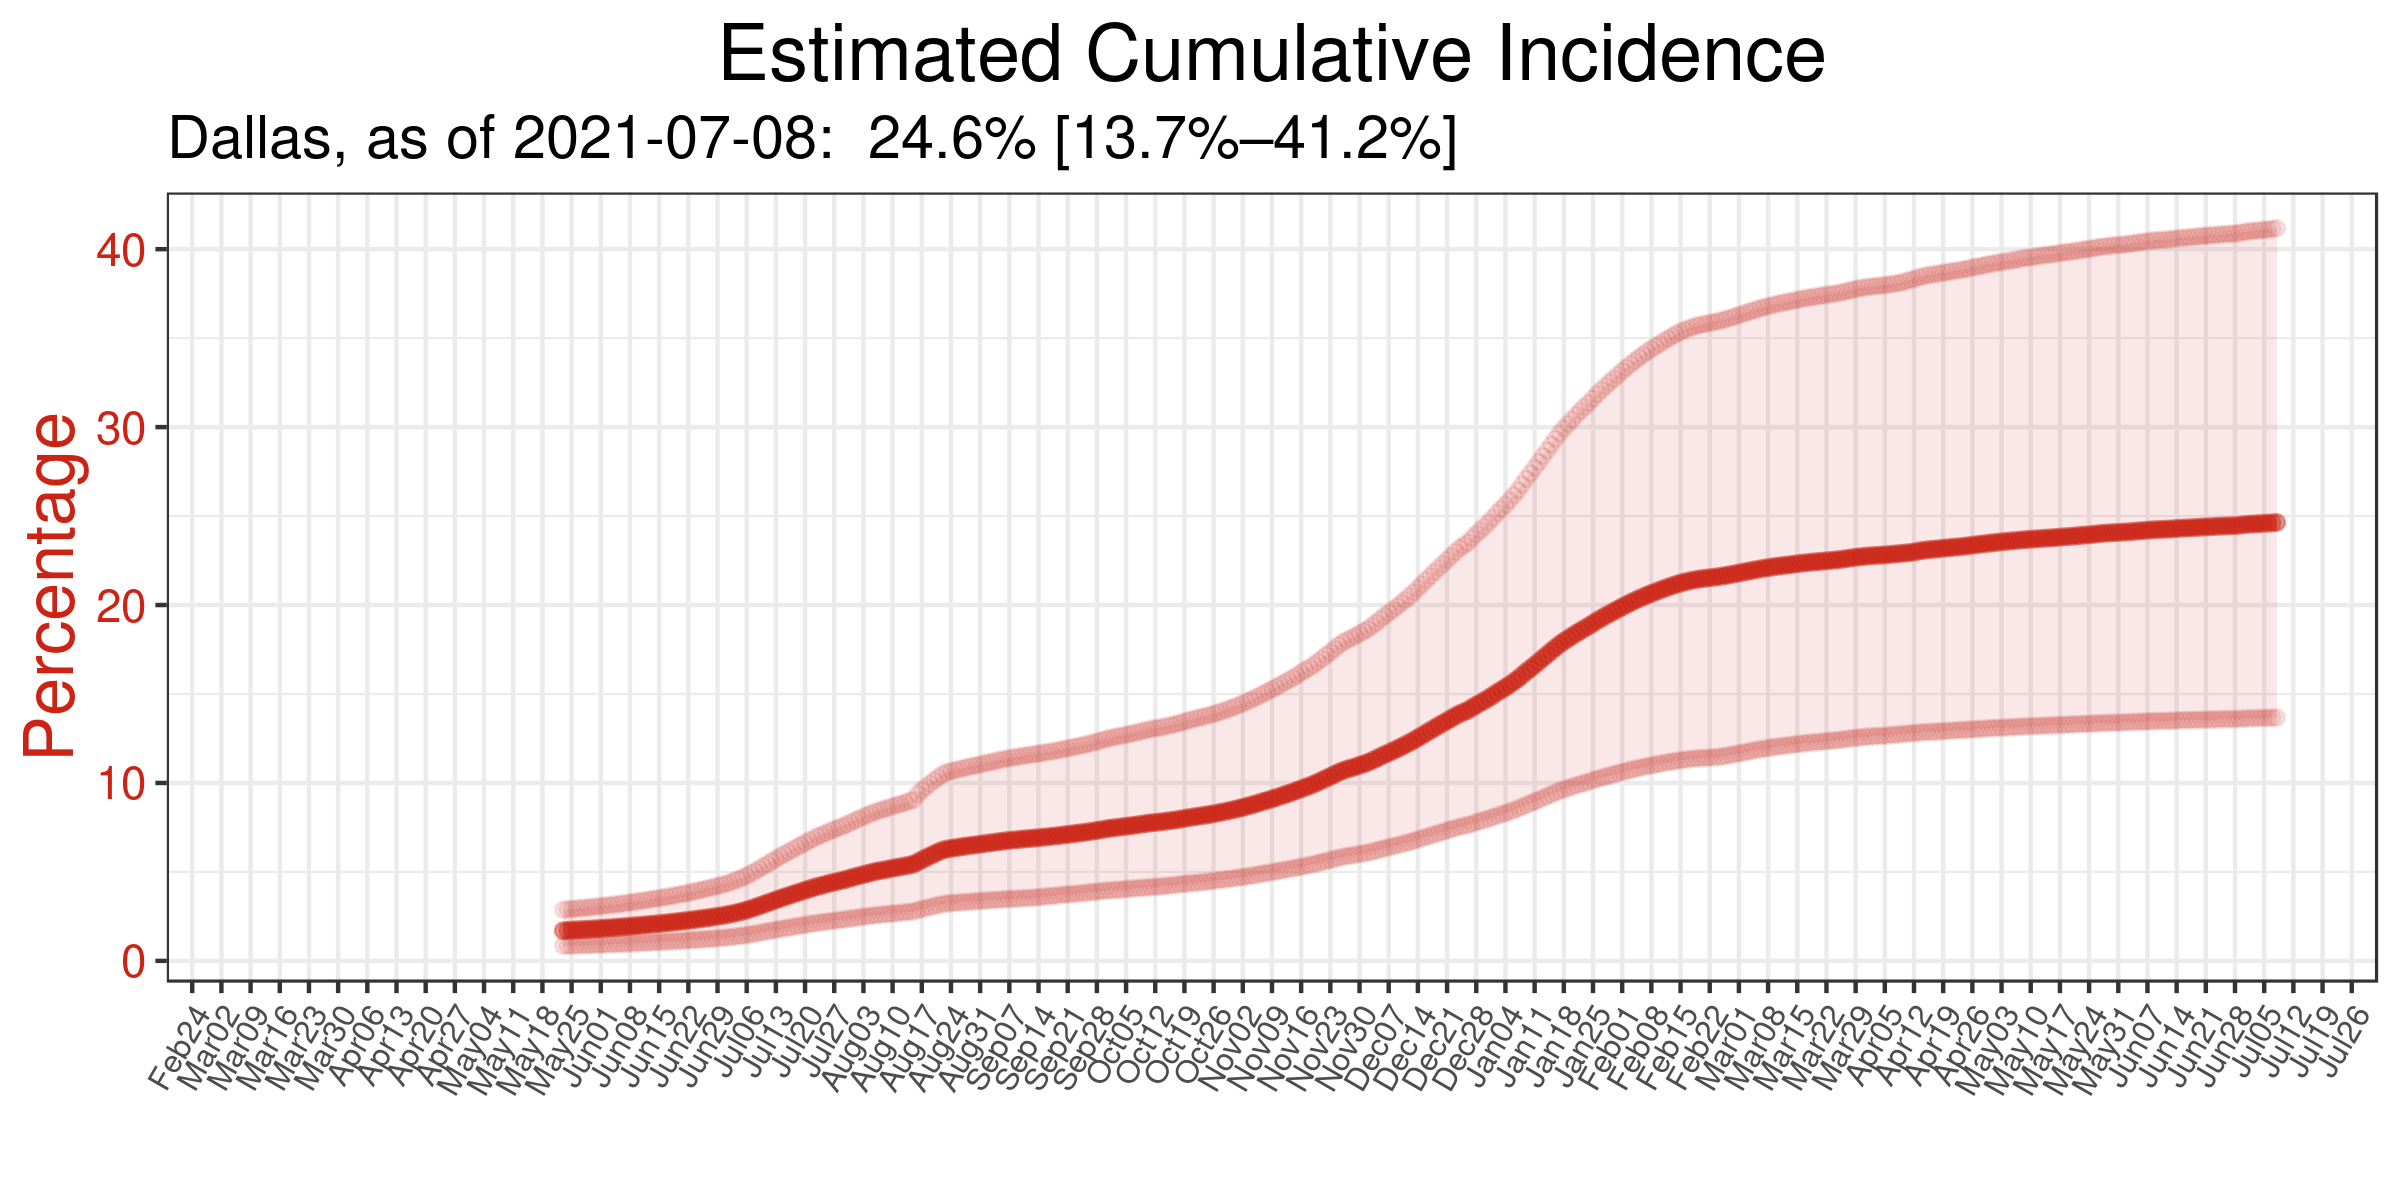 Estimated Cumulative Incidence
Dallas, as of 2021-07-08:  24.6% [13.7%–41.2%]
Percentage
40
30
20
10
0
Feb24
Mar02
Mar09
Mar16
Mar23
Mar30
Apr06
Apr13
Apr20
Apr27
May04
May11
May18
May25
Jun01
Jun08
Jun15
Jun22
Jun29
Jul06
Jul13
Jul20
Jul27
Aug03
Aug10
Aug17
Aug24
Aug31
Sep07
Sep14
Sep21
Sep28
Oct05
Oct12
Oct19
Oct26
Nov02
Nov09
Nov16
Nov23
Nov30
Dec07
Dec14
Dec21
Dec28
Jan04
Jan11
Jan18
Jan25
Feb01
Feb08
Feb15
Feb22
Mar01
Mar08
Mar15
Mar22
Mar29
Apr05
Apr12
Apr19
Apr26
May03
May10
May17
May24
May31
Jun07
Jun14
Jun21
Jun28
Jul05
Jul12
Jul19
Jul26